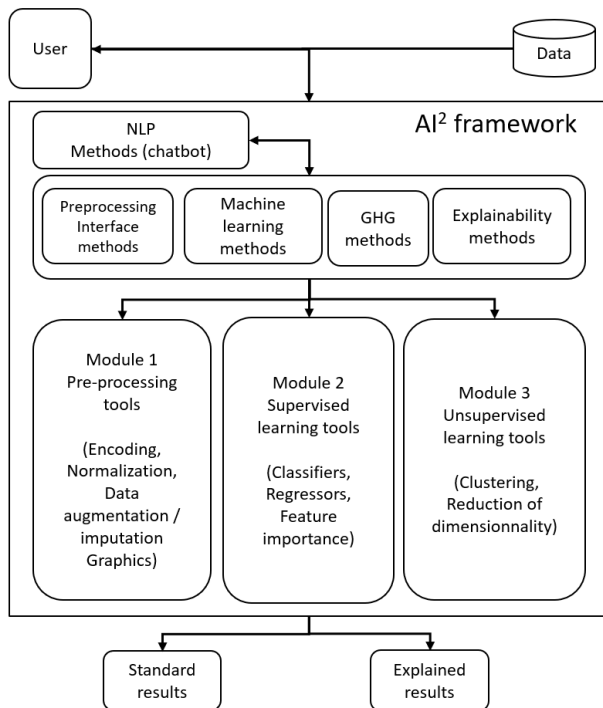 User
Data
AI² framework
NLP
Methods (chatbot)
Preprocessing
Interface
methods
Machine
learning
methods
GHG
methods
Explainability
methods
Module 1
Pre-processing
tools
(Encoding,
Normalization,
Data
augmentation /
imputation
Graphics)
Module 2
Supervised
learning tools
(Classifiers,
Regressors,
Feature
importance)
Module 3
Unsupervised
learning tools
(Clustering,
Reduction of
dimensionnality)
Standard
results
Explained
results